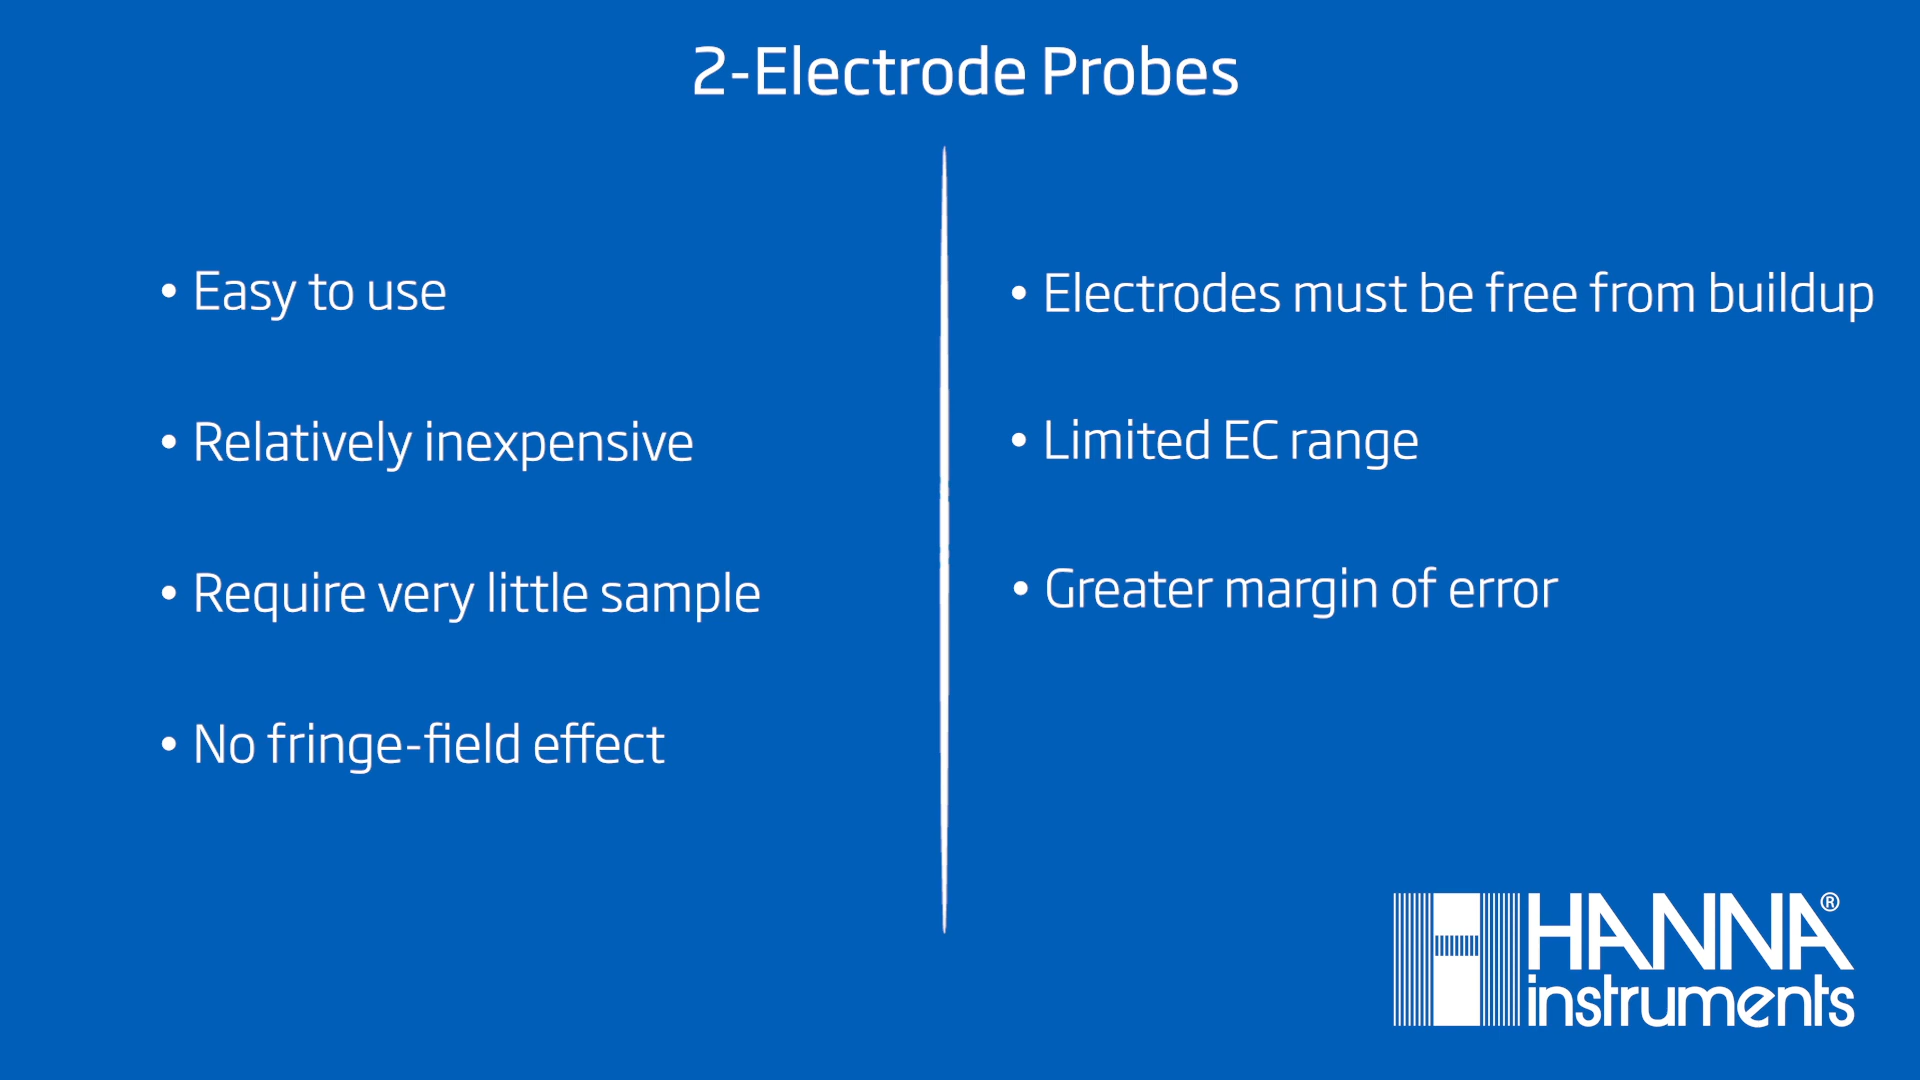 2-Electrode Probes
• Easy to use
• Relatively inexpensive
• Require very little sample
• No fringe-field effect
• Electrodes must be free from buildup
• Limited EC range
• Greater margin of error
HANNA®
instruments